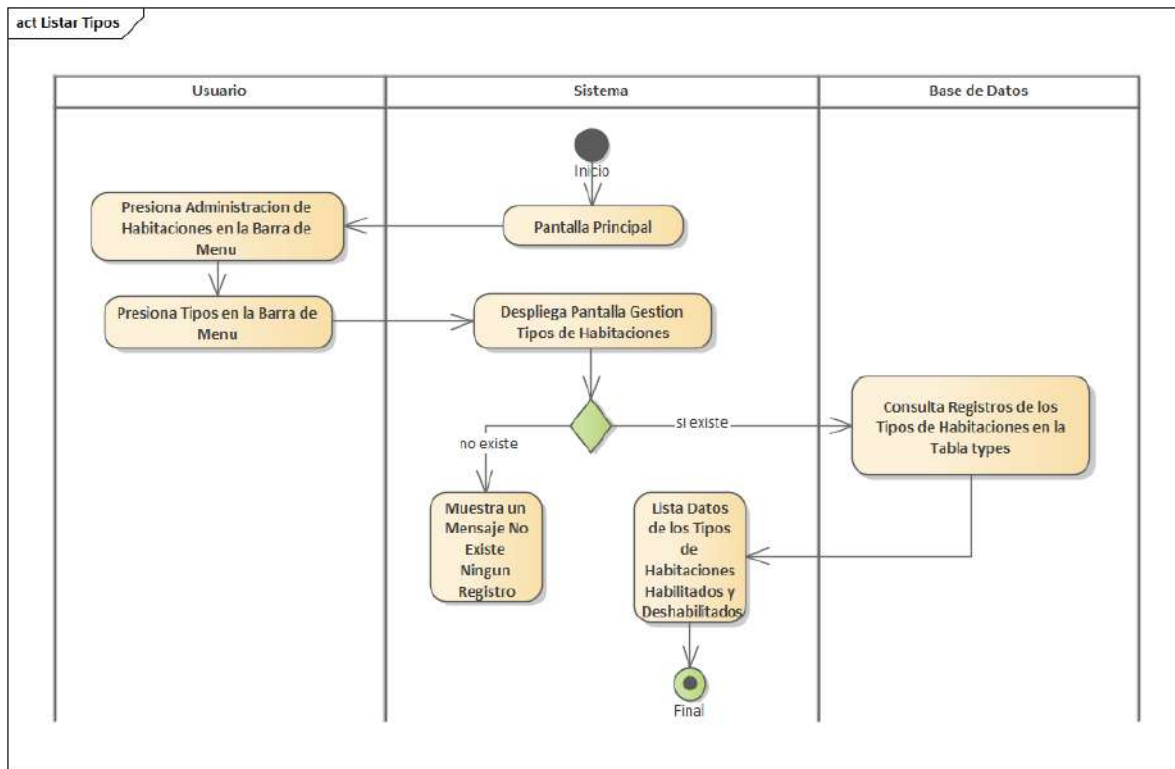 act Listar Tipos
Usuario
Sistema
Base de Datos
Inicio
Presiona Administracion de
Habitaciones en la Barra de
Menu
Pantalla Principal
Presiona Tipos en la Barra de
Menu
Despliega Pantalla Gestion
Tipos de Habitaciones
Consulta Registros de los
Tipos de Habitaciones en la
Tabla types
si existe
no existe
Muestra un
Mensaje No
Existe
Ningun
Registro
Lista Datos
de los Tipos
de
Habitaciones
Habilitados y
Deshabilitados
Final